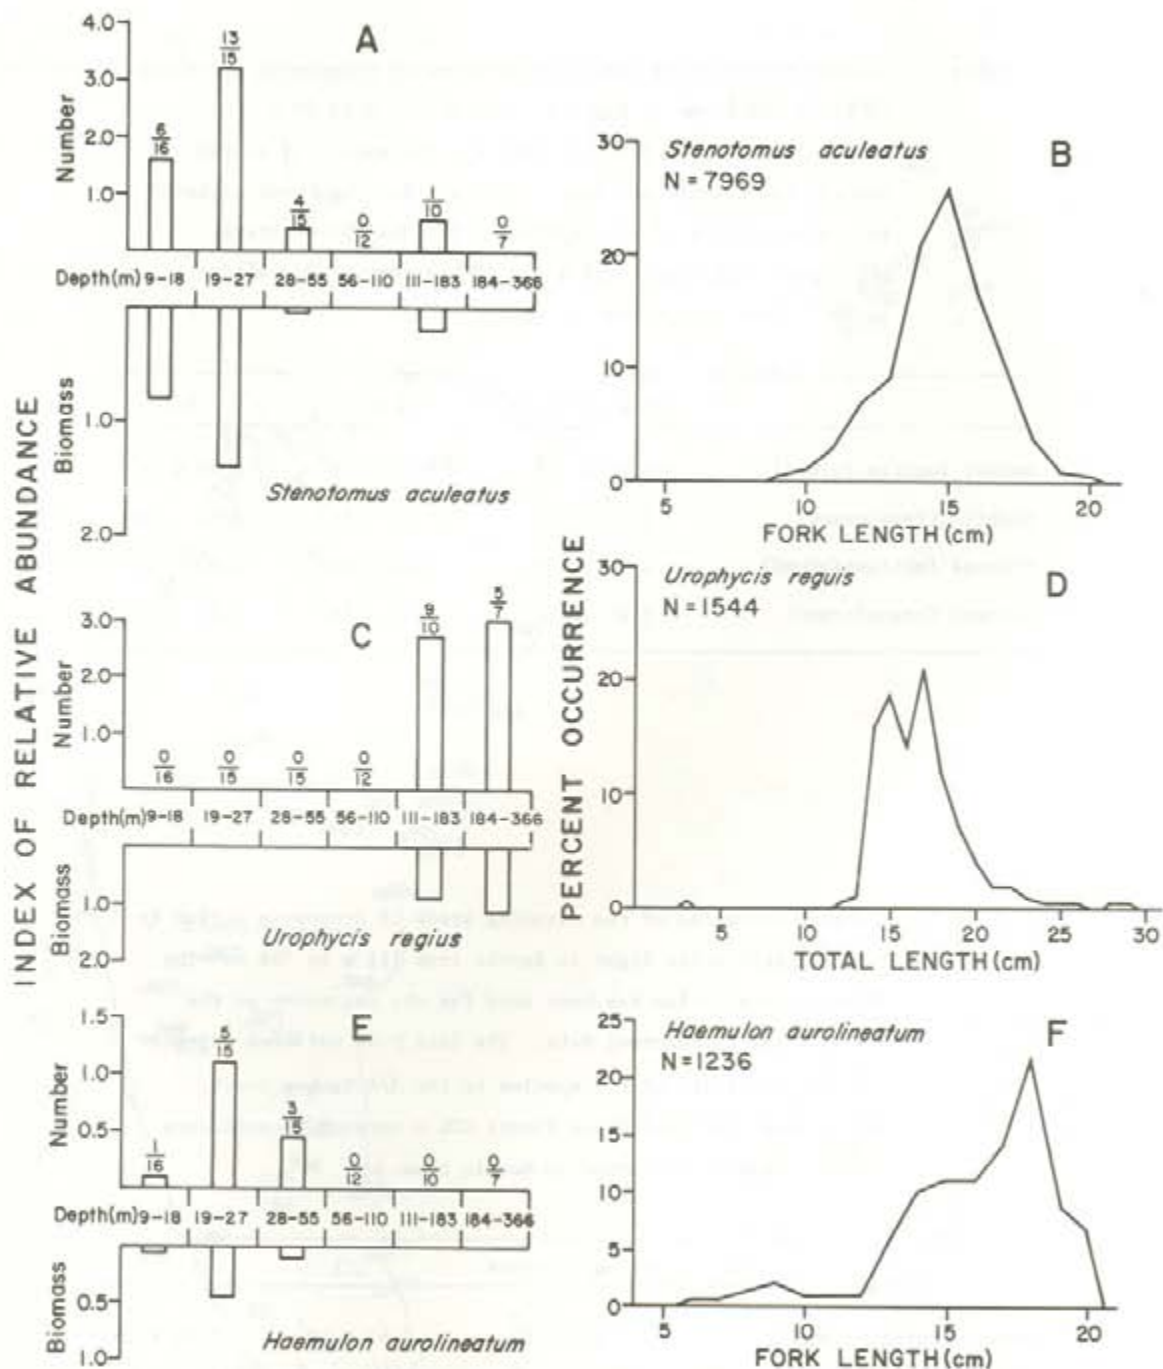 INDEX OF RELATIVE ABUNDANCE
A
4.0
3.0
2.0
1.0
Number
6/16
13/15
4/15
0/12
1/10
0/7
Depth(m) 9-18 19-27 28-55 56-110 111-183 184-366
Biomass
1.0
2.0
Stenotomus aculeatus
PERCENT OCCURRENCE
B
Stenotomus aculeatus
N = 7969
30
20
10
0
5 10 15 20
FORK LENGTH (cm)
C
3.0
2.0
1.0
Number
0/16
0/15
0/15
0/12
9/10
5/7
Depth(m) 9-18 19-27 28-55 56-110 111-183 184-366
Biomass
1.0
2.0
Urophycis regius
D
Urophycis reguis
N = 1544
30
20
10
0
5 10 15 20 25 30
TOTAL LENGTH (cm)
E
1.5
1.0
0.5
Number
1/16
5/15
3/15
0/12
0/10
0/7
Depth(m) 9-18 19-27 28-55 56-110 111-183 184-366
Biomass
0.5
1.0
Haemulon aurolineatum
F
Haemulon aurolineatum
N = 1236
25
20
15
10
5
0
5 10 15 20
FORK LENGTH (cm)